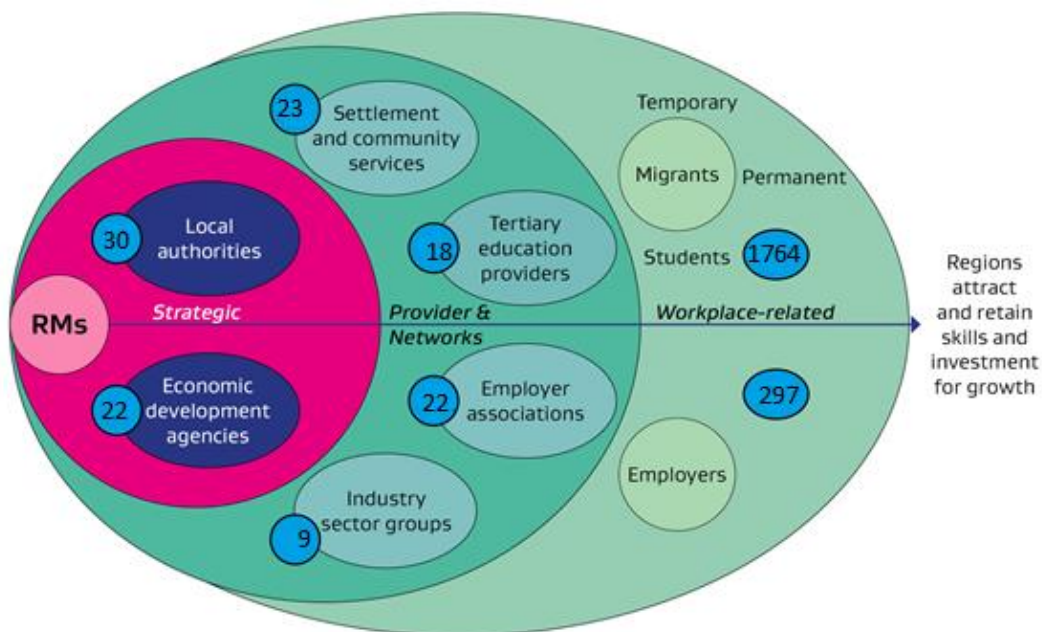 23
Settlement
and community
services
30
Local
authorities
18
Tertiary
education
providers
RMs
Strategic
Provider &
Networks
22
Economic
development
agencies
22
Employer
associations
9
Industry
sector groups
Temporary
Migrants
Permanent
Students
1764
Workplace-related
297
Employers
Regions
attract
and retain
skills and
investment
for growth